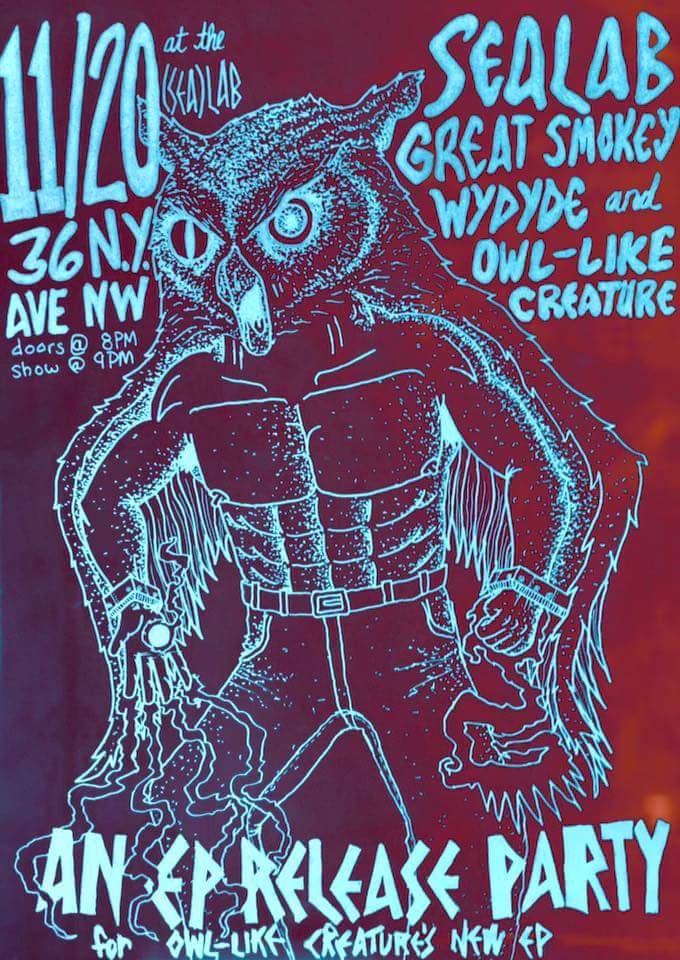 11/20
at the
(SEA)LAB
36 N.Y.
AVE NW
doors @ 8PM
show @ 9PM
SEALAB
GREAT SMOKEY
WYDYDE and
OWL-LIKE
CREATURE
AN EP RELEASE PARTY
for OWL-LIKE CREATURE'S NEW EP